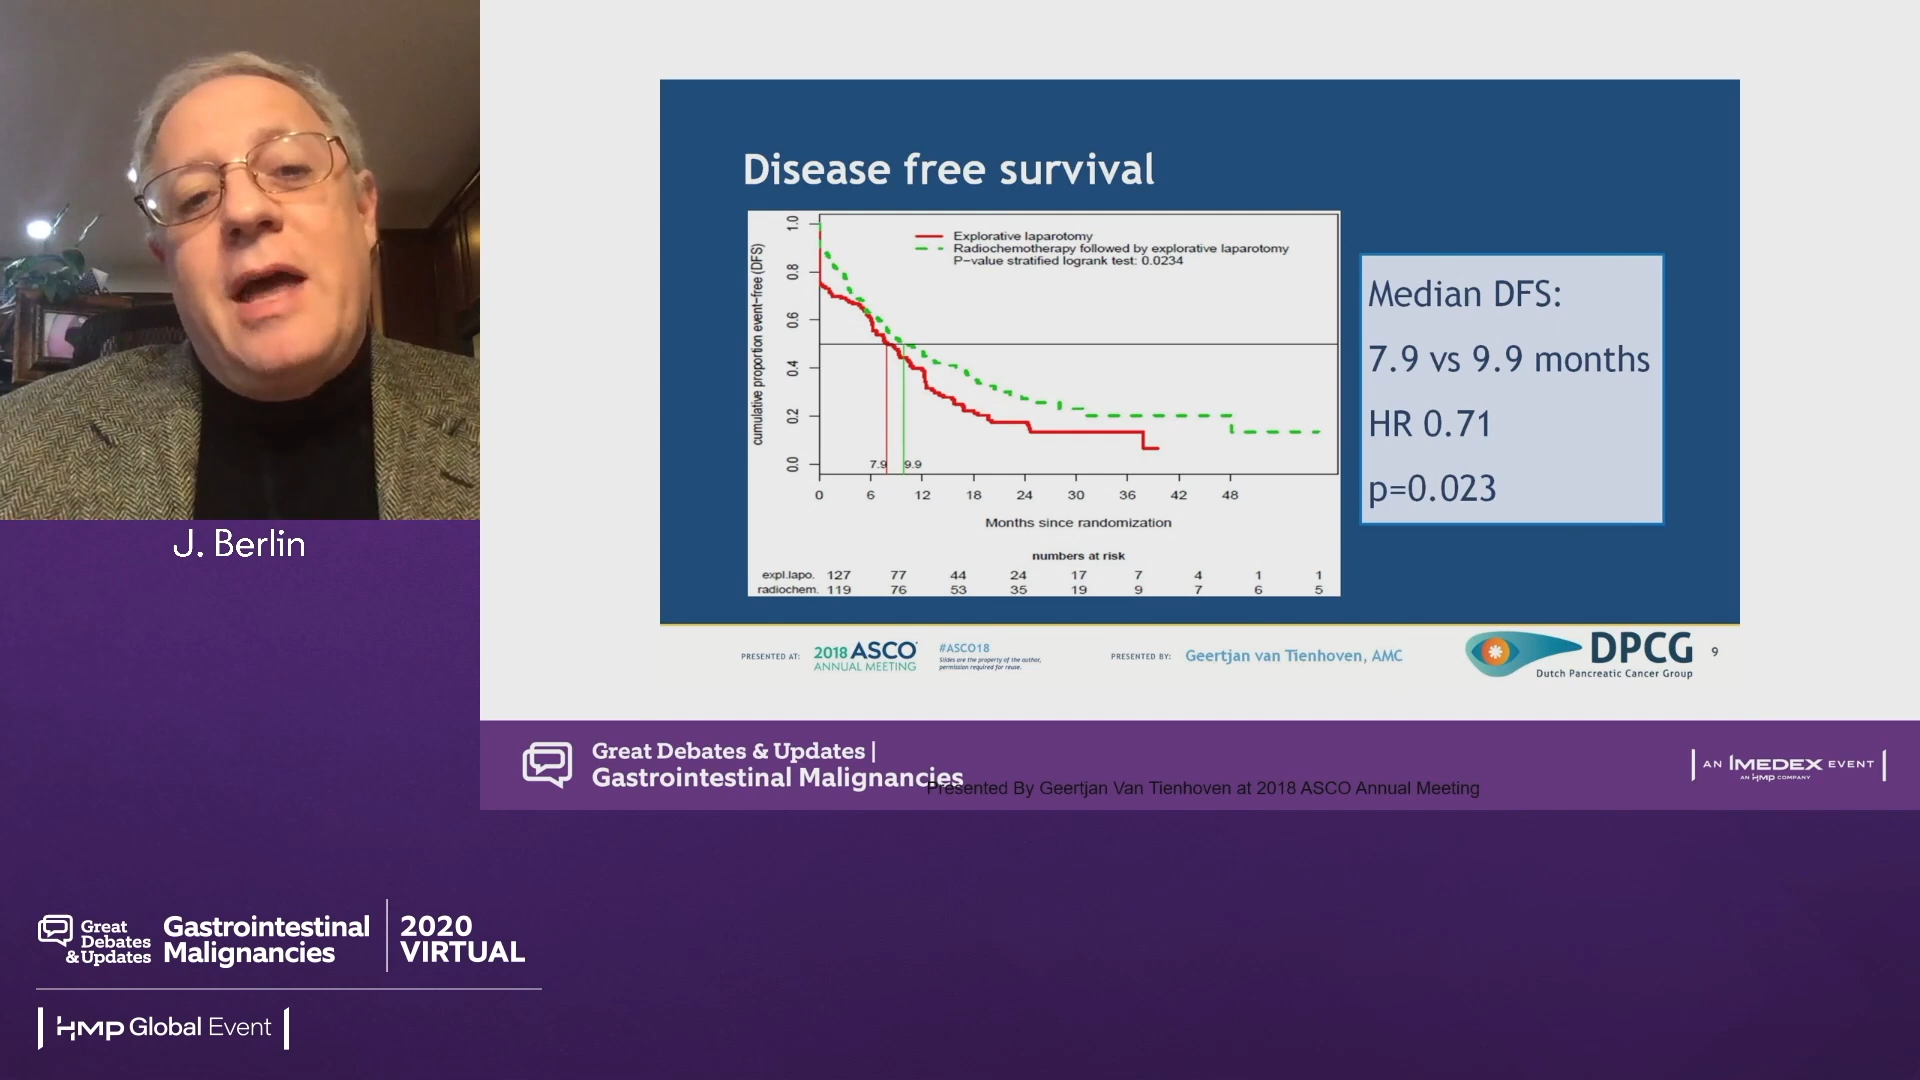 J. Berlin
Disease free survival
Explorative laparotomy
Radiochemotherapy followed by explorative laparotomy
P-value stratified logrank test: 0.0234
cumulative proportion event-free (DFS)
1.0
0.8
0.6
0.4
0.2
0.0
7.9 9.9
0 6 12 18 24 30 36 42 48
Months since randomization
numbers at risk
expl.lapo. 127 77 44 24 17 7 4 1 1
radiochem. 119 76 53 35 19 9 7 6 5
Median DFS:
7.9 vs 9.9 months
HR 0.71
p=0.023
PRESENTED AT:
2018 ASCO
ANNUAL MEETING
#ASCO18
Slides are the property of the author,
permission required for reuse.
PRESENTED BY: Geertjan van Tienhoven, AMC
DPCG
Dutch Pancreatic Cancer Group
9
Great Debates & Updates |
Gastrointestinal Malignancies
Presented By Geertjan Van Tienhoven at 2018 ASCO Annual Meeting
AN IMEDEX EVENT
AN HMP COMPANY
Great
Debates
& Updates
Gastrointestinal
Malignancies
2020
VIRTUAL
HMP Global Event